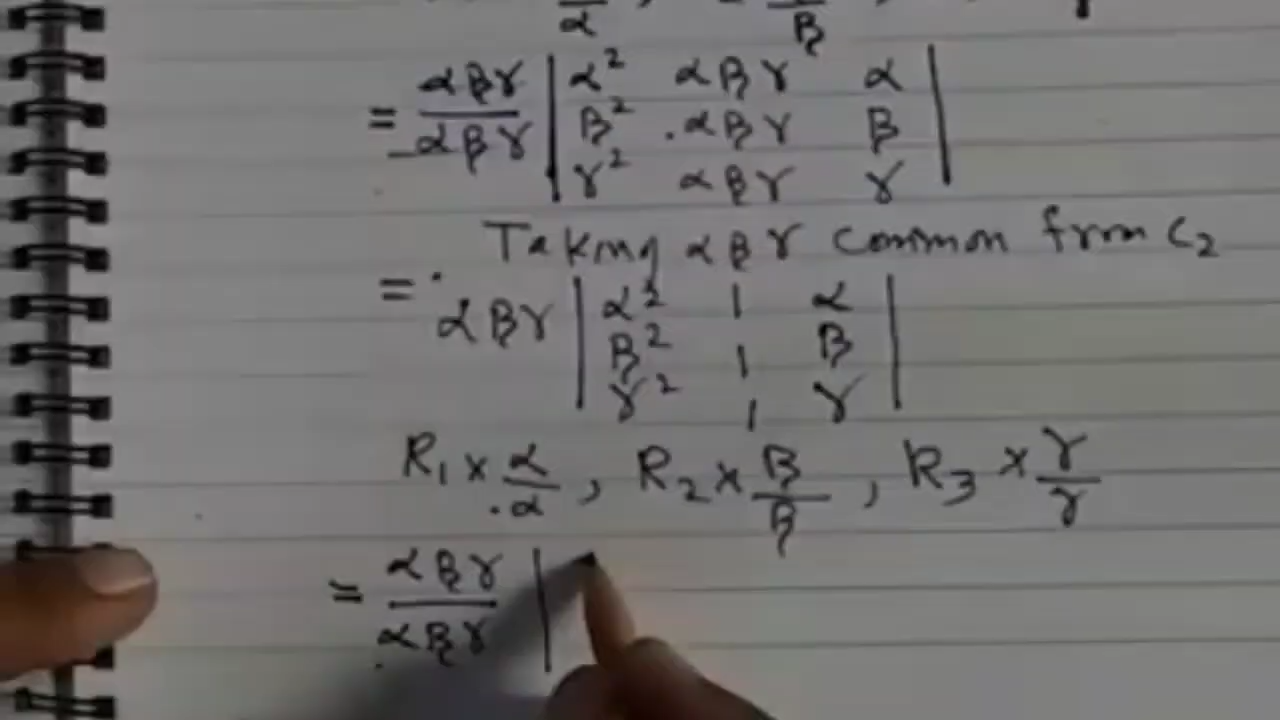 α , β ,
= αβγ/αβγ | α² αβγ α |
| β² .αβγ β |
| γ² αβγ γ |
Taking αβγ common from C₂
= αβγ | α² 1 α |
| β² 1 β |
| γ² 1 γ |
R₁ × α/α , R₂ × β/β , R₃ × γ/γ
= αβγ/αβγ |